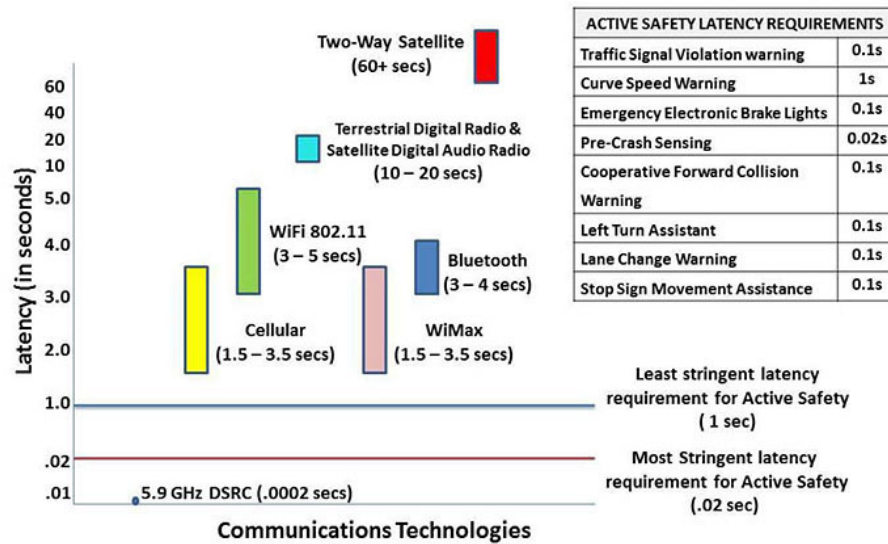 Two-Way Satellite
(60+ secs)
Terrestrial Digital Radio &
Satellite Digital Audio Radio
(10 – 20 secs)
WiFi 802.11
(3 – 5 secs)
Bluetooth
(3 – 4 secs)
Cellular
(1.5 – 3.5 secs)
WiMax
(1.5 – 3.5 secs)
Latency (in seconds)
60
40
20
10
5.0
4.0
3.0
2.0
1.0
.02
.01
5.9 GHz DSRC (.0002 secs)
Communications Technologies
ACTIVE SAFETY LATENCY REQUIREMENTS
Traffic Signal Violation warning 0.1s
Curve Speed Warning 1s
Emergency Electronic Brake Lights 0.1s
Pre-Crash Sensing 0.02s
Cooperative Forward Collision 0.1s
Warning
Left Turn Assistant 0.1s
Lane Change Warning 0.1s
Stop Sign Movement Assistance 0.1s
Least stringent latency
requirement for Active Safety
( 1 sec)
Most Stringent latency
requirement for Active Safety
(.02 sec)